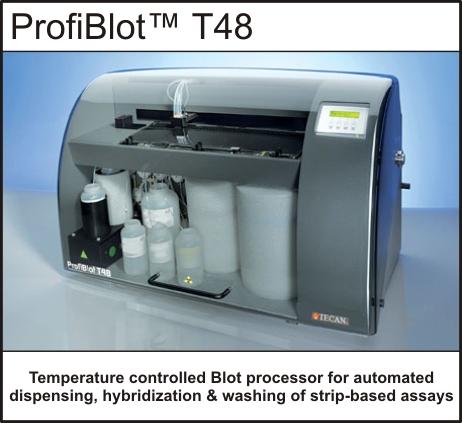 ProfiBlot™ T48
ProfiBlot T48
TECAN
Temperature controlled Blot processor for automated
dispensing, hybridization & washing of strip-based assays